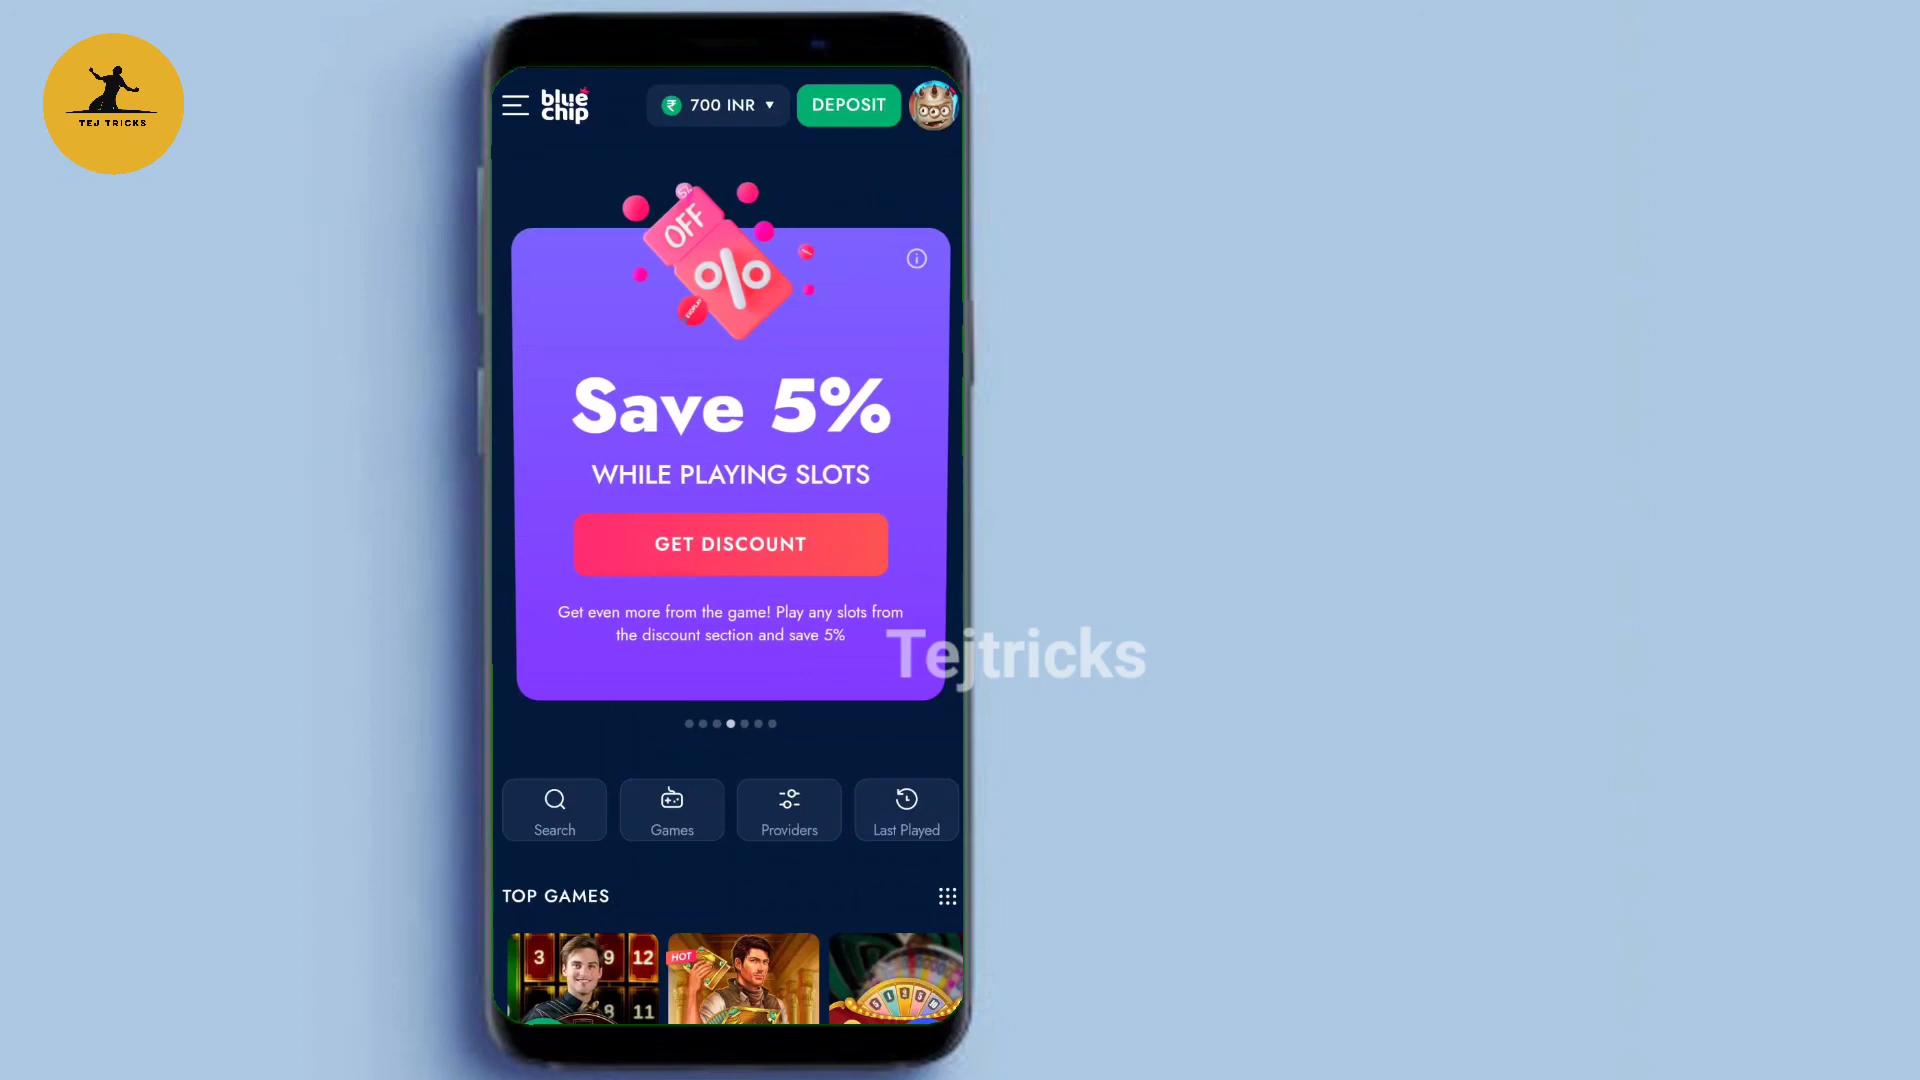 TEJ TRICKS
blue
chip
₹ 700 INR ▼
DEPOSIT
OFF
%
Save 5%
WHILE PLAYING SLOTS
GET DISCOUNT
Get even more from the game! Play any slots from
the discount section and save 5%
Tejtricks
Search
Games
Providers
Last Played
TOP GAMES
3 9 12
HOT
8 11